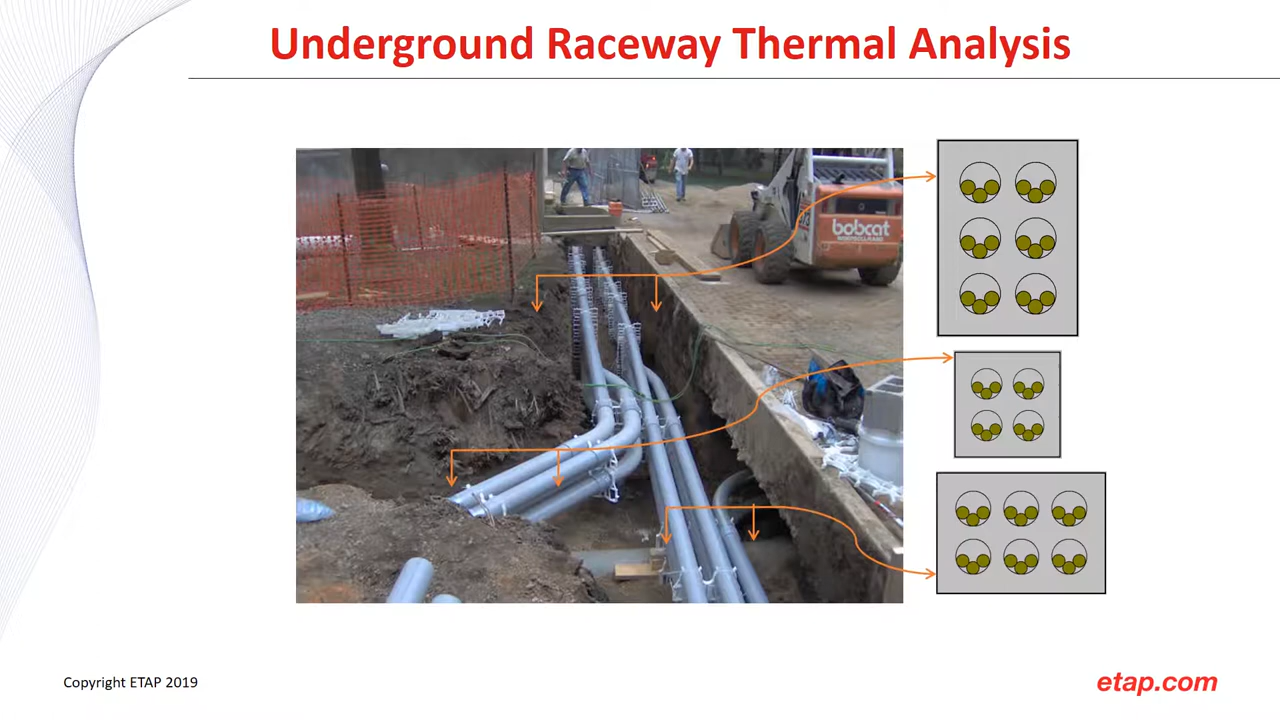 Underground Raceway Thermal Analysis
bobcat
Copyright ETAP 2019
etap.com